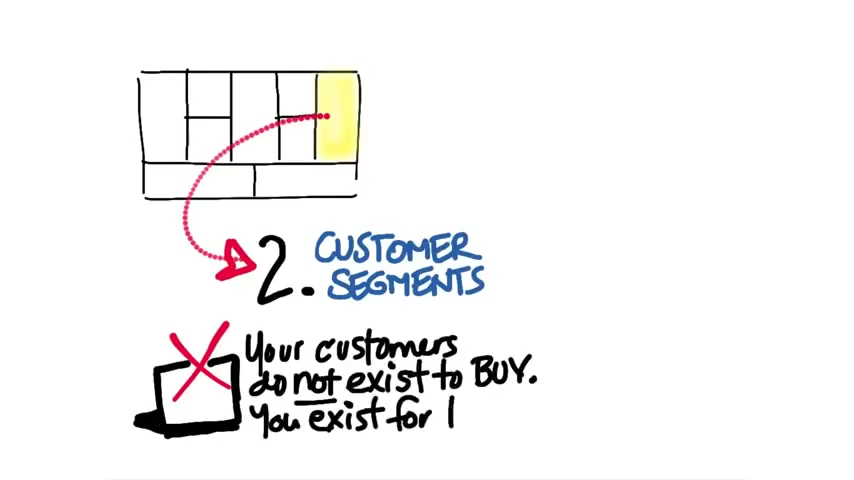 2. CUSTOMER
SEGMENTS
Your customers
do not exist to BUY.
You exist for